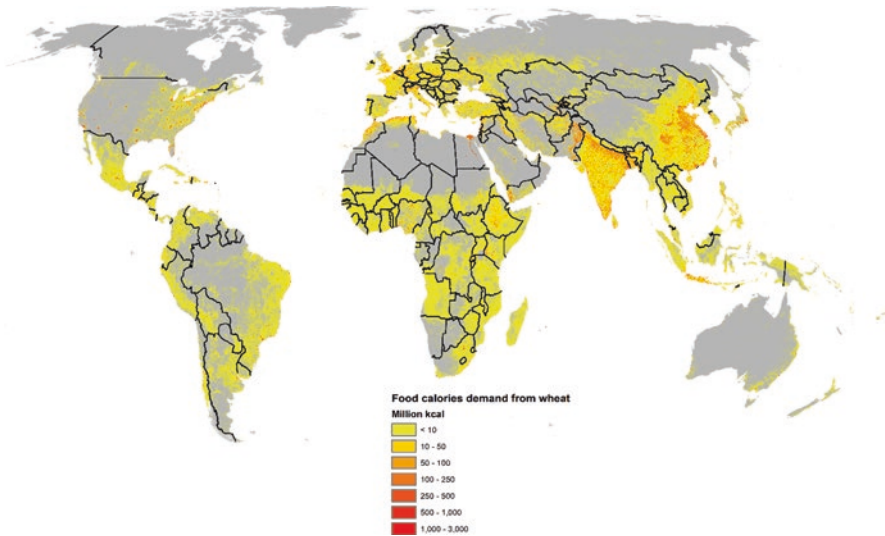 Food calories demand from wheat
Million kcal
< 10
10 - 50
50 - 100
100 - 250
250 - 500
500 - 1,000
1,000 - 3,000